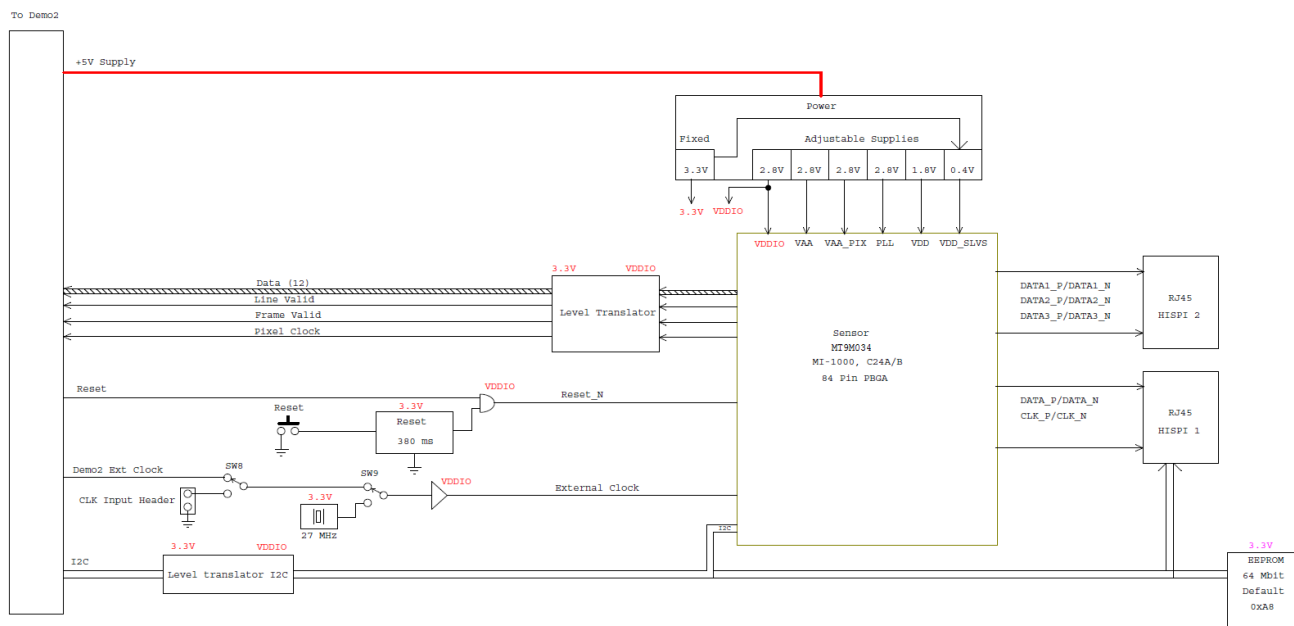 To Demo2
+5V Supply
Power
Fixed
Adjustable Supplies
3.3V
2.8V
2.8V
2.8V
2.8V
1.8V
0.4V
3.3V
VDDIO
VDDIO
VAA
VAA_PIX
PLL
VDD
VDD_SLVS
3.3V
VDDIO
Level Translator
Data (12)
Line Valid
Frame Valid
Pixel Clock
Sensor
MT9M034
MI-1000, C24A/B
84 Pin PBGA
DATA1_P/DATA1_N
DATA2_P/DATA2_N
DATA3_P/DATA3_N
RJ45
HISPI 2
DATA_P/DATA_N
CLK_P/CLK_N
RJ45
HISPI 1
Reset
VDDIO
Reset_N
Reset
3.3V
Reset
380 ms
Demo2 Ext Clock
SW8
CLK Input Header
SW9
3.3V
27 MHz
VDDIO
External Clock
I2C
I2C
3.3V
VDDIO
Level translator I2C
3.3V
EEPROM
64 Mbit
Default
0xA8